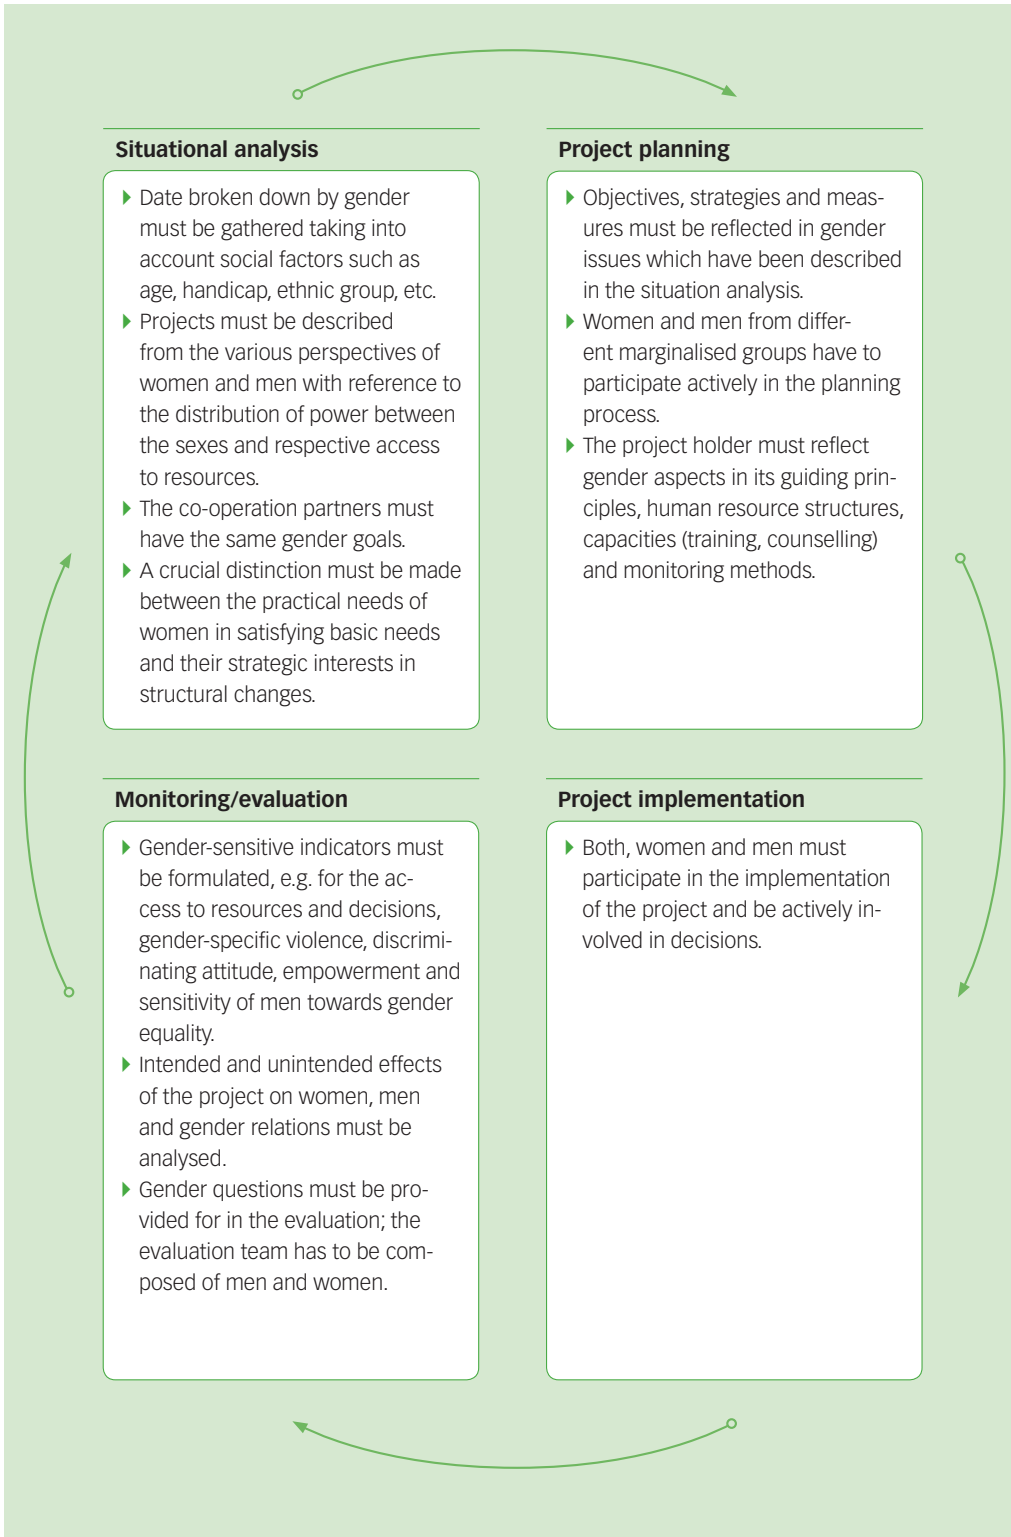 Situational analysis
Date broken down by gender
must be gathered taking into
account social factors such as
age, handicap, ethnic group, etc.
Projects must be described
from the various perspectives of
women and men with reference to
the distribution of power between
the sexes and respective access
to resources.
The co-operation partners must
have the same gender goals.
A crucial distinction must be made
between the practical needs of
women in satisfying basic needs
and their strategic interests in
structural changes.
Project planning
Objectives, strategies and meas-
ures must be reflected in gender
issues which have been described
in the situation analysis.
Women and men from differ-
ent marginalised groups have to
participate actively in the planning
process.
The project holder must reflect
gender aspects in its guiding prin-
ciples, human resource structures,
capacities (training, counselling)
and monitoring methods.
Monitoring/evaluation
Gender-sensitive indicators must
be formulated, e.g. for the ac-
cess to resources and decisions,
gender-specific violence, discrimi-
nating attitude, empowerment and
sensitivity of men towards gender
equality.
Intended and unintended effects
of the project on women, men
and gender relations must be
analysed.
Gender questions must be pro-
vided for in the evaluation; the
evaluation team has to be com-
posed of men and women.
Project implementation
Both, women and men must
participate in the implementation
of the project and be actively in-
volved in decisions.